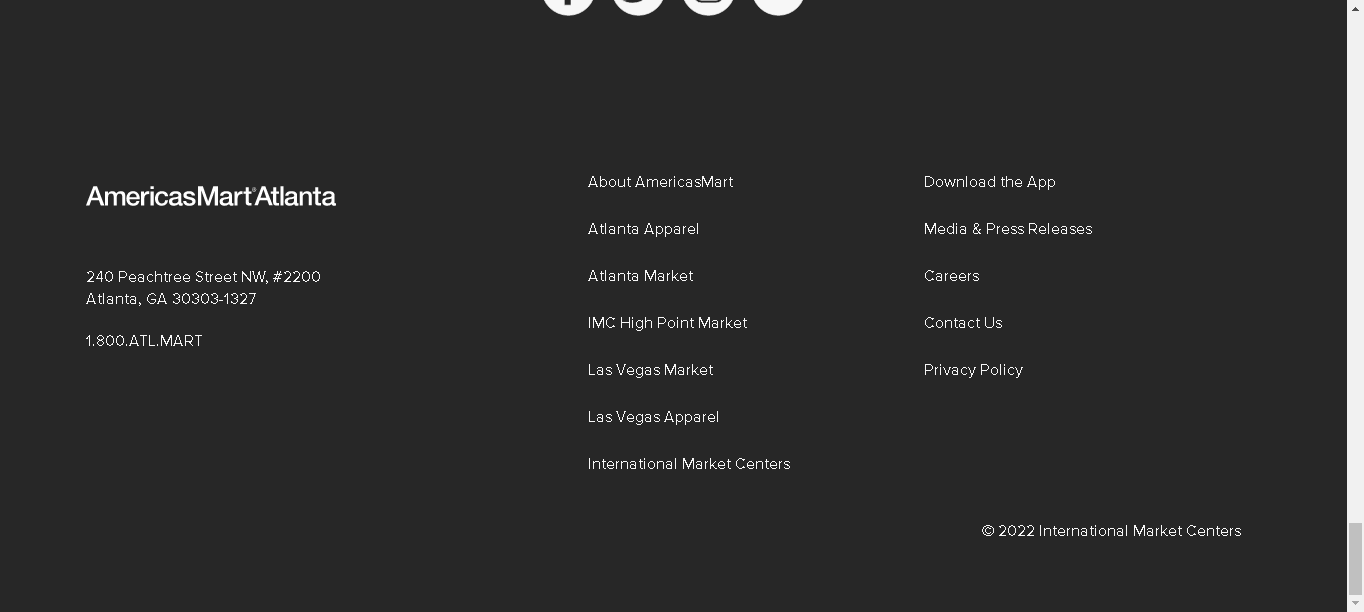 AmericasMart®Atlanta
240 Peachtree Street NW, #2200
Atlanta, GA 30303-1327
1.800.ATL.MART
About AmericasMart
Atlanta Apparel
Atlanta Market
IMC High Point Market
Las Vegas Market
Las Vegas Apparel
International Market Centers
Download the App
Media & Press Releases
Careers
Contact Us
Privacy Policy
© 2022 International Market Centers